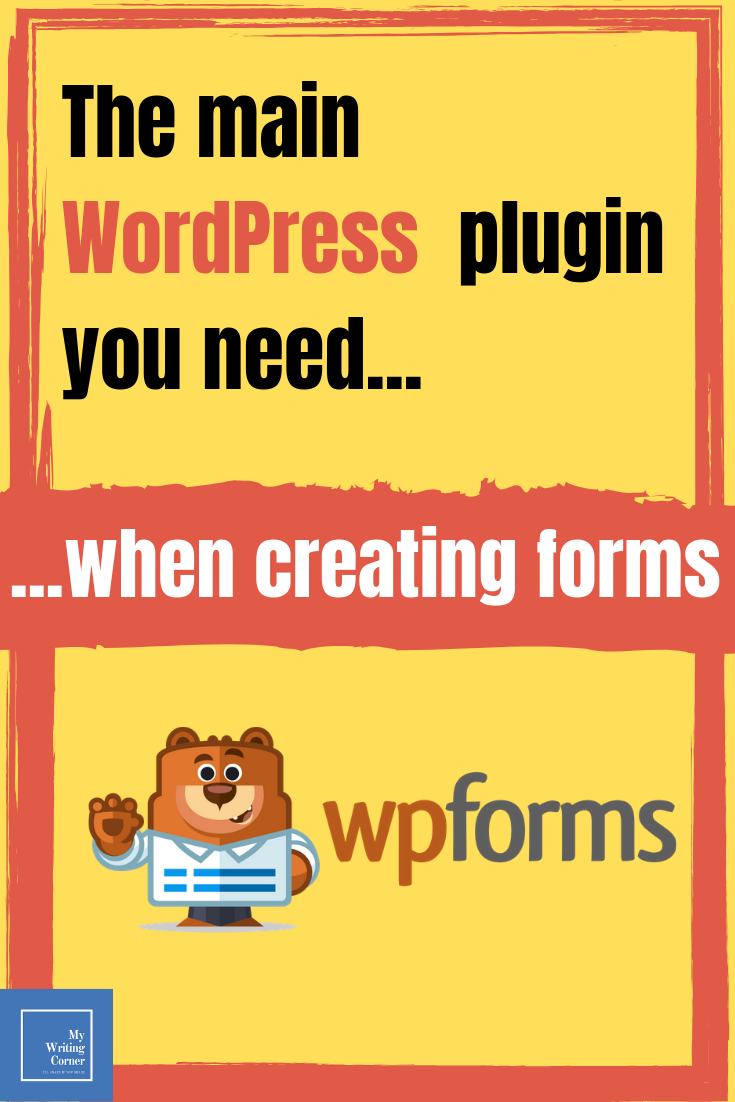 The main
WordPress plugin
you need...
...when creating forms
wpforms
My
Writing
Corner